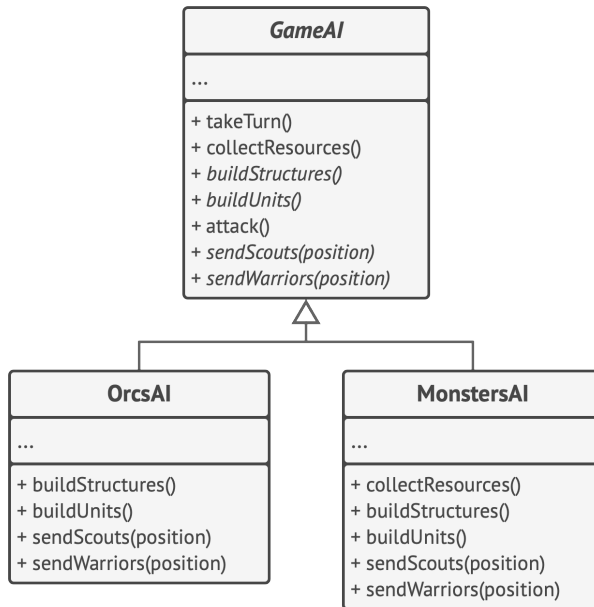 GameAI
...
+ takeTurn()
+ collectResources()
+ buildStructures()
+ buildUnits()
+ attack()
+ sendScouts(position)
+ sendWarriors(position)
OrcsAI
...
+ buildStructures()
+ buildUnits()
+ sendScouts(position)
+ sendWarriors(position)
MonstersAI
...
+ collectResources()
+ buildStructures()
+ buildUnits()
+ sendScouts(position)
+ sendWarriors(position)